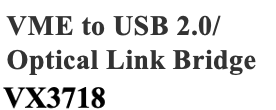 VME to USB 2.0/
Optical Link Bridge
VX3718